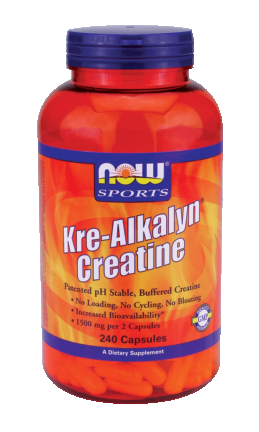 NOW
SPORTS
Kre-Alkalyn®
Creatine
Patented pH Stable, Buffered Creatine
• No Loading, No Cycling, No Bloating
• Increased Bioavailability*
• 1500 mg per 2 Capsules
240 Capsules
A Dietary Supplement
GMP